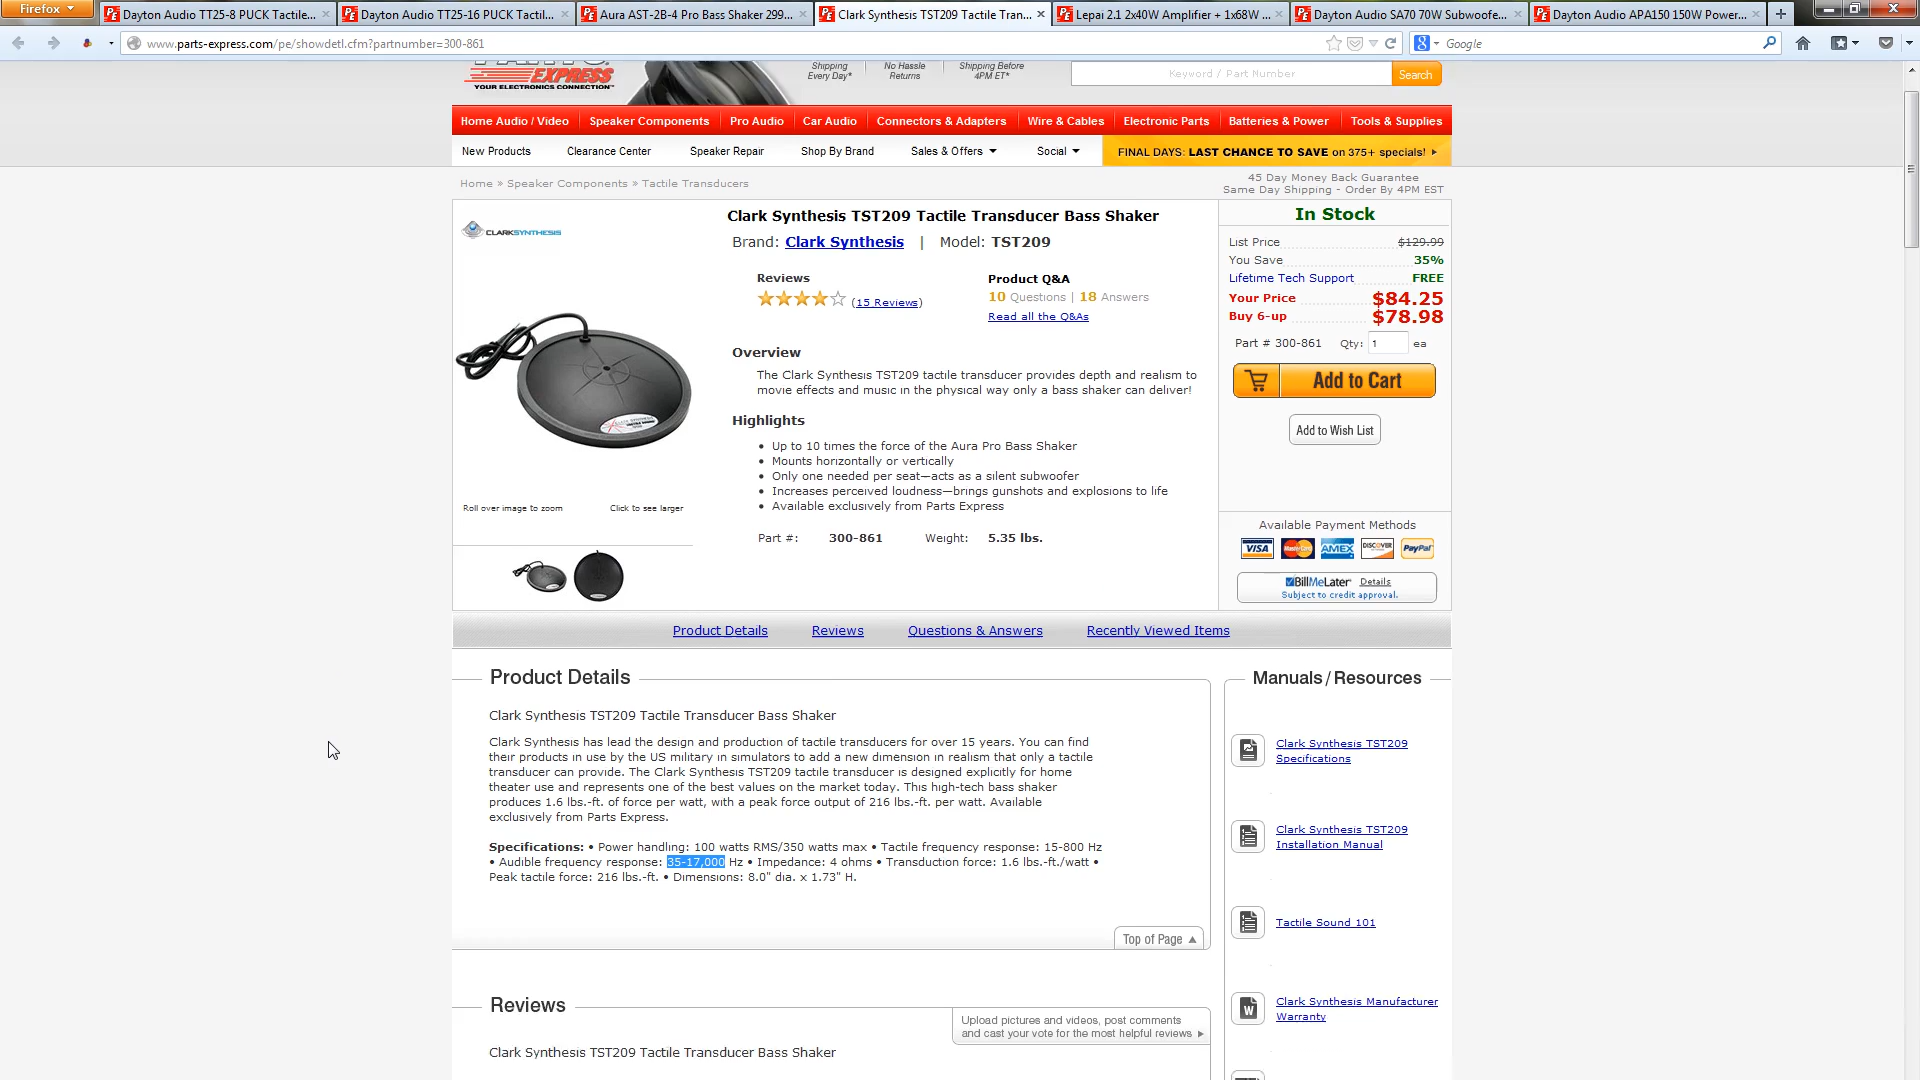 Firefox
Dayton Audio TT25-8 PUCK Tactile...
Dayton Audio TT25-16 PUCK Tactil...
Aura AST-2B-4 Pro Bass Shaker 299...
Clark Synthesis TST209 Tactile Tran...
Lepai 2.1 2x40W Amplifier + 1x68W ...
Dayton Audio SA70 70W Subwoofe...
Dayton Audio APA150 150W Power...
www.parts-express.com/pe/showdetl.cfm?partnumber=300-861
Google
EXPRESS
YOUR ELECTRONICS CONNECTION™
Shipping
Every Day*
No Hassle
Returns
Shipping Before
4PM ET*
Keyword / Part Number
Search
Home Audio / Video
Speaker Components
Pro Audio
Car Audio
Connectors & Adapters
Wire & Cables
Electronic Parts
Batteries & Power
Tools & Supplies
New Products
Clearance Center
Speaker Repair
Shop By Brand
Sales & Offers
Social
FINAL DAYS: LAST CHANCE TO SAVE on 375+ specials!
Home » Speaker Components » Tactile Transducers
45 Day Money Back Guarantee
Same Day Shipping - Order By 4PM EST
CLARKSYNTHESIS
Clark Synthesis TST209 Tactile Transducer Bass Shaker
Brand: Clark Synthesis | Model: TST209
Reviews
(15 Reviews)
Product Q&A
10 Questions | 18 Answers
Read all the Q&As
Overview
The Clark Synthesis TST209 tactile transducer provides depth and realism to
movie effects and music in the physical way only a bass shaker can deliver!
Highlights
• Up to 10 times the force of the Aura Pro Bass Shaker
• Mounts horizontally or vertically
• Only one needed per seat—acts as a silent subwoofer
• Increases perceived loudness—brings gunshots and explosions to life
• Available exclusively from Parts Express
Part #: 300-861 Weight: 5.35 lbs.
Roll over image to zoom
Click to see larger
In Stock
List Price $129.99
You Save 35%
Lifetime Tech Support FREE
Your Price $84.25
Buy 6-up $78.98
Part # 300-861 Qty: 1 ea
Add to Cart
Add to Wish List
Available Payment Methods
VISA
MasterCard
AMEX
DISCOVER
PayPal
BillMeLater Details
Subject to credit approval.
Product Details
Reviews
Questions & Answers
Recently Viewed Items
Product Details
Clark Synthesis TST209 Tactile Transducer Bass Shaker
Clark Synthesis has lead the design and production of tactile transducers for over 15 years. You can find
their products in use by the US military in simulators to add a new dimension in realism that only a tactile
transducer can provide. The Clark Synthesis TST209 tactile transducer is designed explicitly for home
theater use and represents one of the best values on the market today. This high-tech bass shaker
produces 1.6 lbs.-ft. of force per watt, with a peak force output of 216 lbs.-ft. per watt. Available
exclusively from Parts Express.
Specifications: • Power handling: 100 watts RMS/350 watts max • Tactile frequency response: 15-800 Hz
• Audible frequency response: 35-17,000 Hz • Impedance: 4 ohms • Transduction force: 1.6 lbs.-ft./watt •
Peak tactile force: 216 lbs.-ft. • Dimensions: 8.0" dia. x 1.73" H.
Top of Page
Manuals/Resources
Clark Synthesis TST209
Specifications
Clark Synthesis TST209
Installation Manual
Tactile Sound 101
Clark Synthesis Manufacturer
Warranty
Reviews
Upload pictures and videos, post comments
and cast your vote for the most helpful reviews
Clark Synthesis TST209 Tactile Transducer Bass Shaker